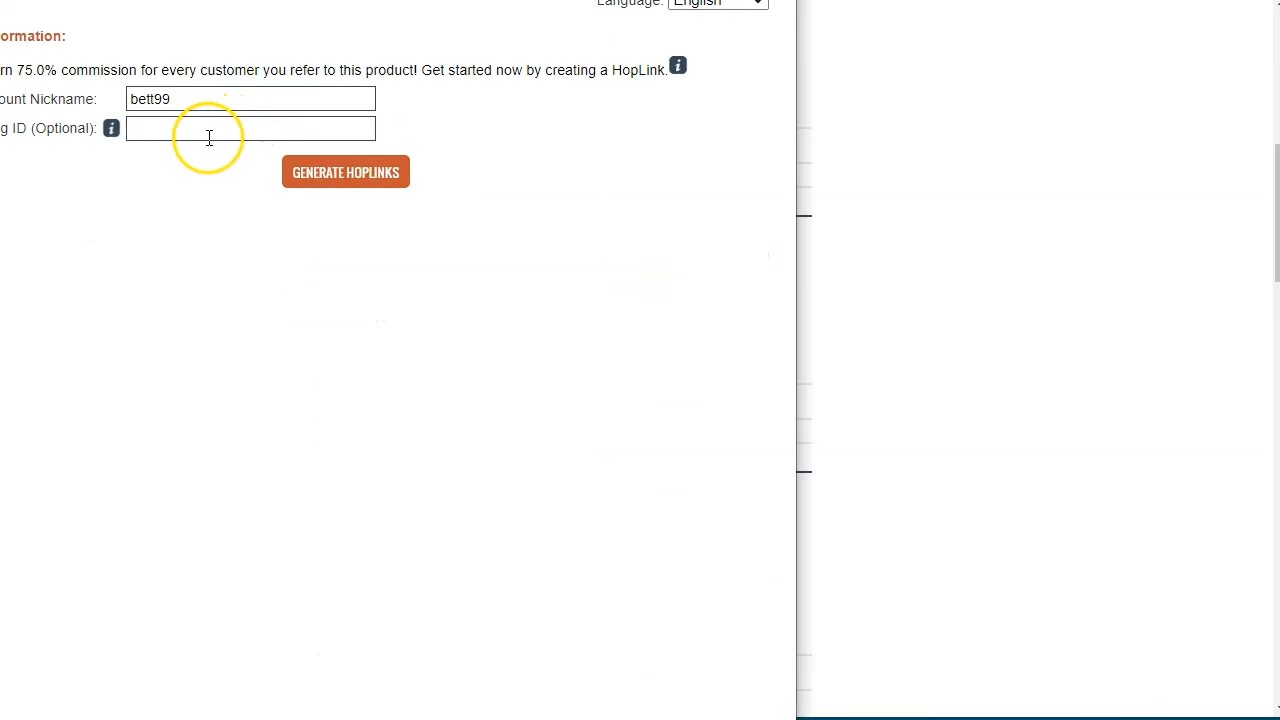 Language: English
ormation:
rn 75.0% commission for every customer you refer to this product! Get started now by creating a HopLink. i
ount Nickname: bett99
g ID (Optional): i
GENERATE HOPLINKS